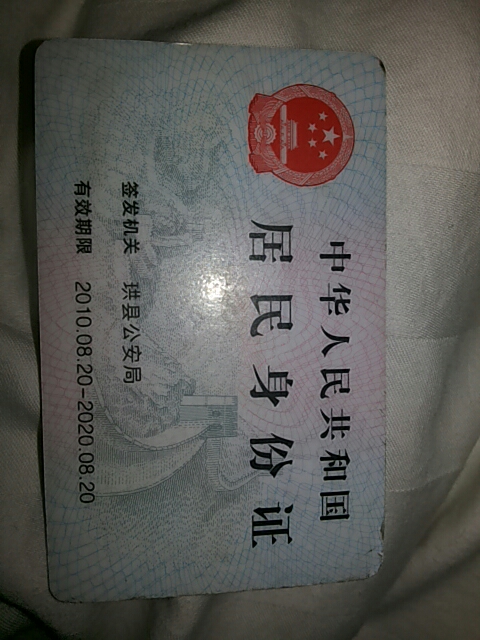 中华人民共和国
居民身份证
签发机关 珙县公安局
有效期限 2010.08.20-2020.08.20